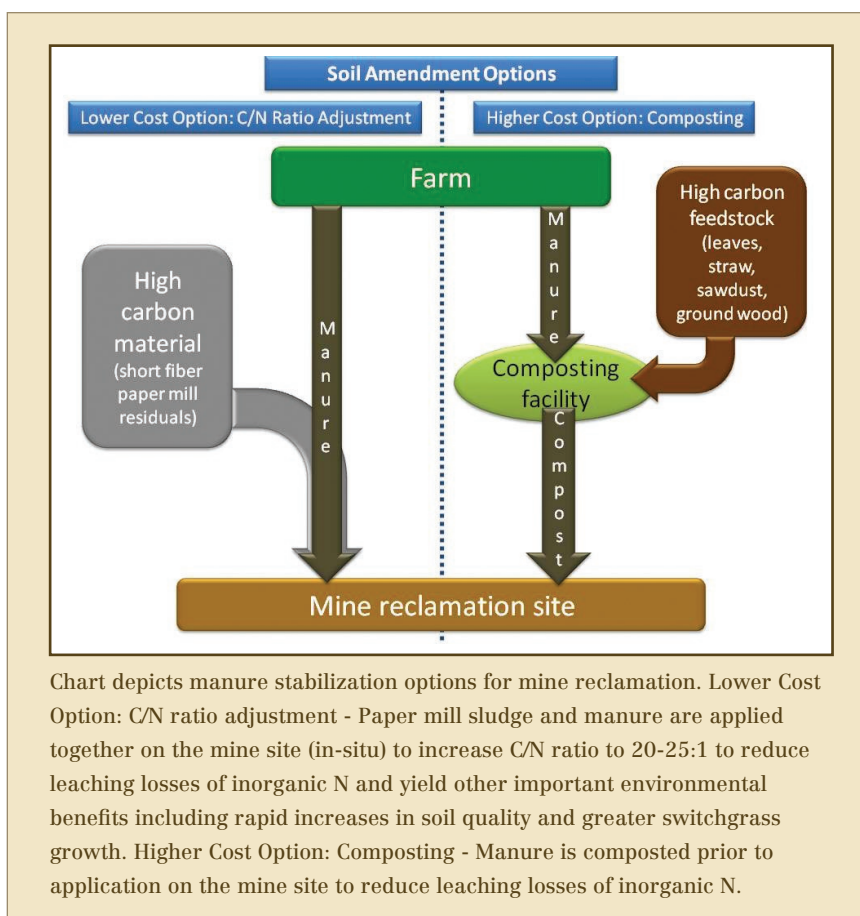 Soil Amendment Options
Lower Cost Option: C/N Ratio Adjustment
Higher Cost Option: Composting
Farm
High
carbon
material
(short fiber
paper mill
residuals)
Manure
Manure
High carbon
feedstock
(leaves,
straw,
sawdust,
ground wood)
Composting
facility
Compost
Mine reclamation site
Chart depicts manure stabilization options for mine reclamation. Lower Cost
Option: C/N ratio adjustment - Paper mill sludge and manure are applied
together on the mine site (in-situ) to increase C/N ratio to 20-25:1 to reduce
leaching losses of inorganic N and yield other important environmental
benefits including rapid increases in soil quality and greater switchgrass
growth. Higher Cost Option: Composting - Manure is composted prior to
application on the mine site to reduce leaching losses of inorganic N.